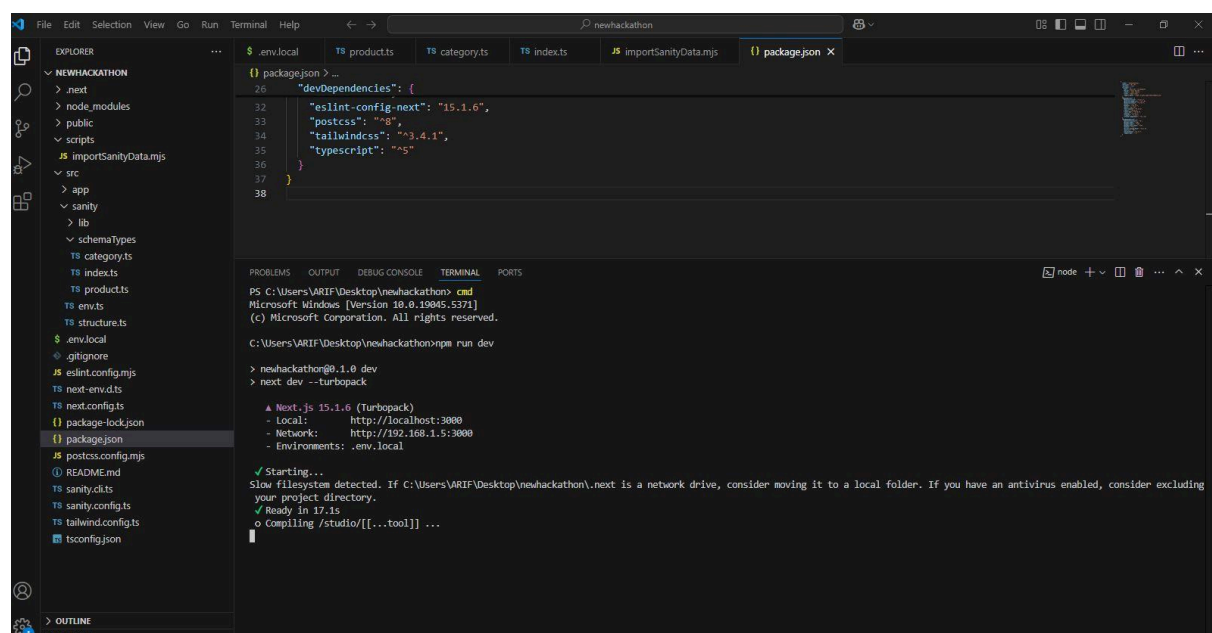 File Edit Selection View Go Run Terminal Help
newhackathon
EXPLORER
NEWHACKATHON
.next
node_modules
public
scripts
JS importSanityData.mjs
src
app
sanity
lib
schemaTypes
TS category.ts
TS index.ts
TS product.ts
TS env.ts
TS structure.ts
$ .env.local
.gitignore
JS eslint.config.mjs
TS next-env.d.ts
TS next.config.ts
{} package-lock.json
{} package.json
JS postcss.config.mjs
README.md
TS sanity.cli.ts
TS sanity.config.ts
TS tailwind.config.ts
tsconfig.json
OUTLINE
$ .env.local TS product.ts TS category.ts TS index.ts JS importSanityData.mjs {} package.json
{} package.json > ...
26 "devDependencies": {
32 "eslint-config-next": "15.1.6",
33 "postcss": "^8",
34 "tailwindcss": "^3.4.1",
35 "typescript": "^5"
36 }
37 }
38
PROBLEMS OUTPUT DEBUG CONSOLE TERMINAL PORTS
node
PS C:\Users\ARIF\Desktop\newhackathon> cmd
Microsoft Windows [Version 10.0.19045.5371]
(c) Microsoft Corporation. All rights reserved.
C:\Users\ARIF\Desktop\newhackathon>npm run dev
> newhackathon@0.1.0 dev
> next dev --turbopack
▲ Next.js 15.1.6 (Turbopack)
- Local: http://localhost:3000
- Network: http://192.168.1.5:3000
- Environments: .env.local
✓ Starting...
Slow filesystem detected. If C:\Users\ARIF\Desktop\newhackathon\.next is a network drive, consider moving it to a local folder. If you have an antivirus enabled, consider excluding
your project directory.
✓ Ready in 17.1s
o Compiling /studio/[[...tool]] ...